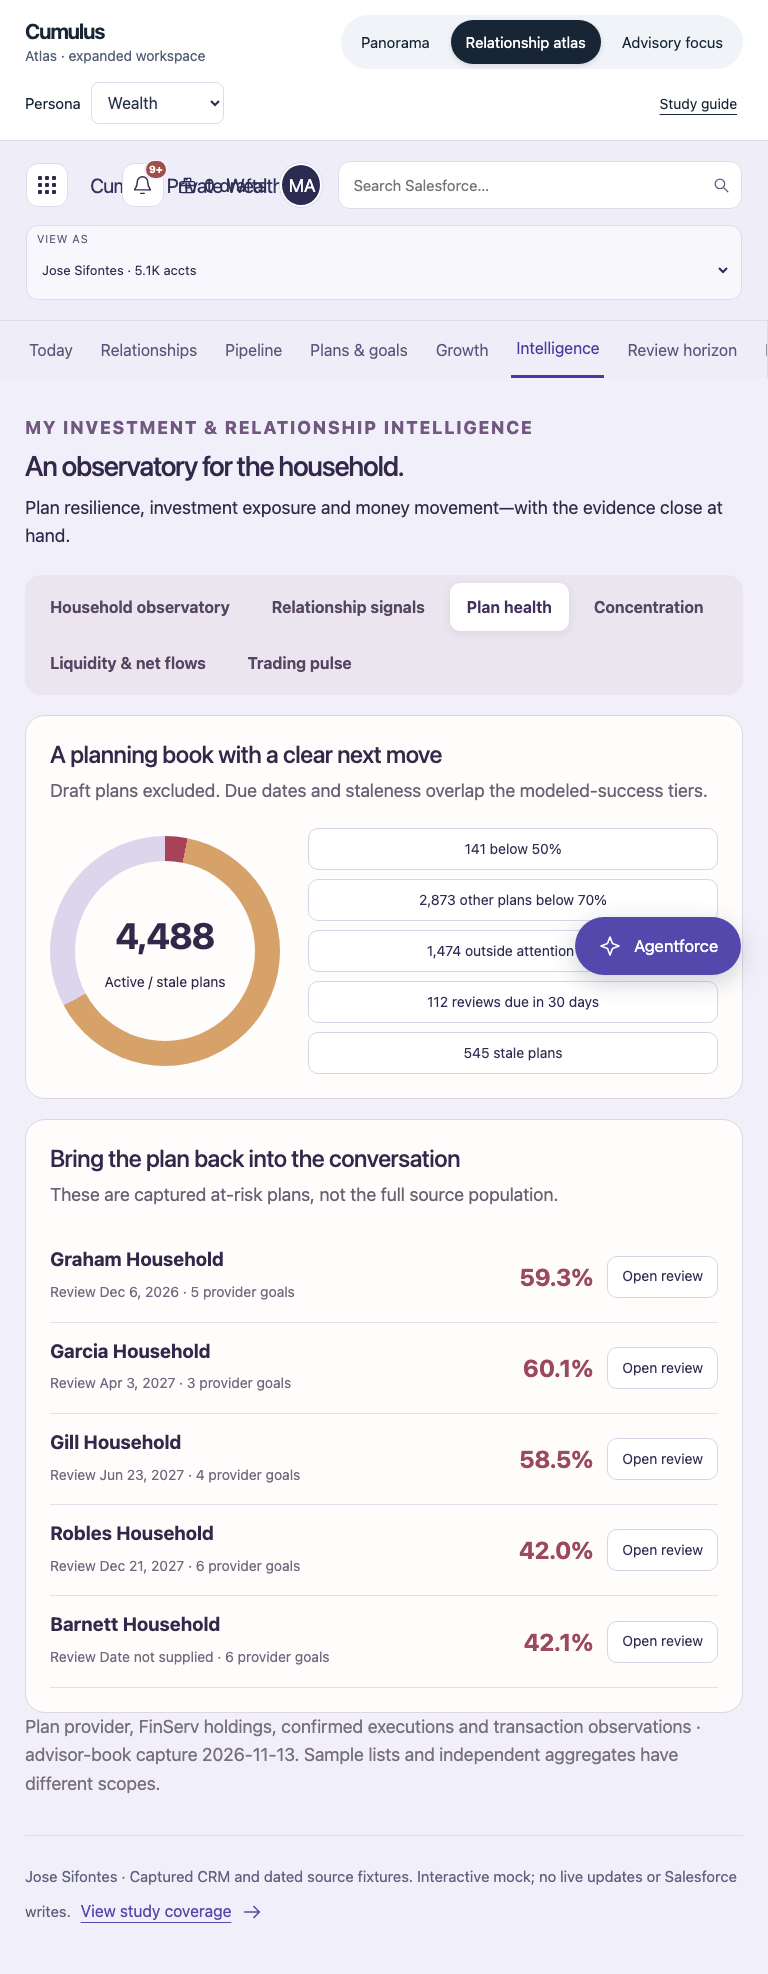 Cumulus
Atlas · expanded workspace
Panorama
Relationship atlas
Advisory focus
Persona
Wealth
Study guide
9+
MA
Search Salesforce...
VIEW AS
Jose Sifontes · 5.1K accts
Today
Relationships
Pipeline
Plans & goals
Growth
Intelligence
Review horizon
MY INVESTMENT & RELATIONSHIP INTELLIGENCE
An observatory for the household.
Plan resilience, investment exposure and money movement—with the evidence close at
hand.
Household observatory
Relationship signals
Plan health
Concentration
Liquidity & net flows
Trading pulse
A planning book with a clear next move
Draft plans excluded. Due dates and staleness overlap the modeled-success tiers.
4,488
Active / stale plans
141 below 50%
2,873 other plans below 70%
1,474 outside attention
112 reviews due in 30 days
545 stale plans
Agentforce
Bring the plan back into the conversation
These are captured at-risk plans, not the full source population.
Graham Household
Review Dec 6, 2026 · 5 provider goals
59.3%
Open review
Garcia Household
Review Apr 3, 2027 · 3 provider goals
60.1%
Open review
Gill Household
Review Jun 23, 2027 · 4 provider goals
58.5%
Open review
Robles Household
Review Dec 21, 2027 · 6 provider goals
42.0%
Open review
Barnett Household
Review Date not supplied · 6 provider goals
42.1%
Open review
Plan provider, FinServ holdings, confirmed executions and transaction observations ·
advisor-book capture 2026-11-13. Sample lists and independent aggregates have
different scopes.
Jose Sifontes · Captured CRM and dated source fixtures. Interactive mock; no live updates or Salesforce
writes. View study coverage →